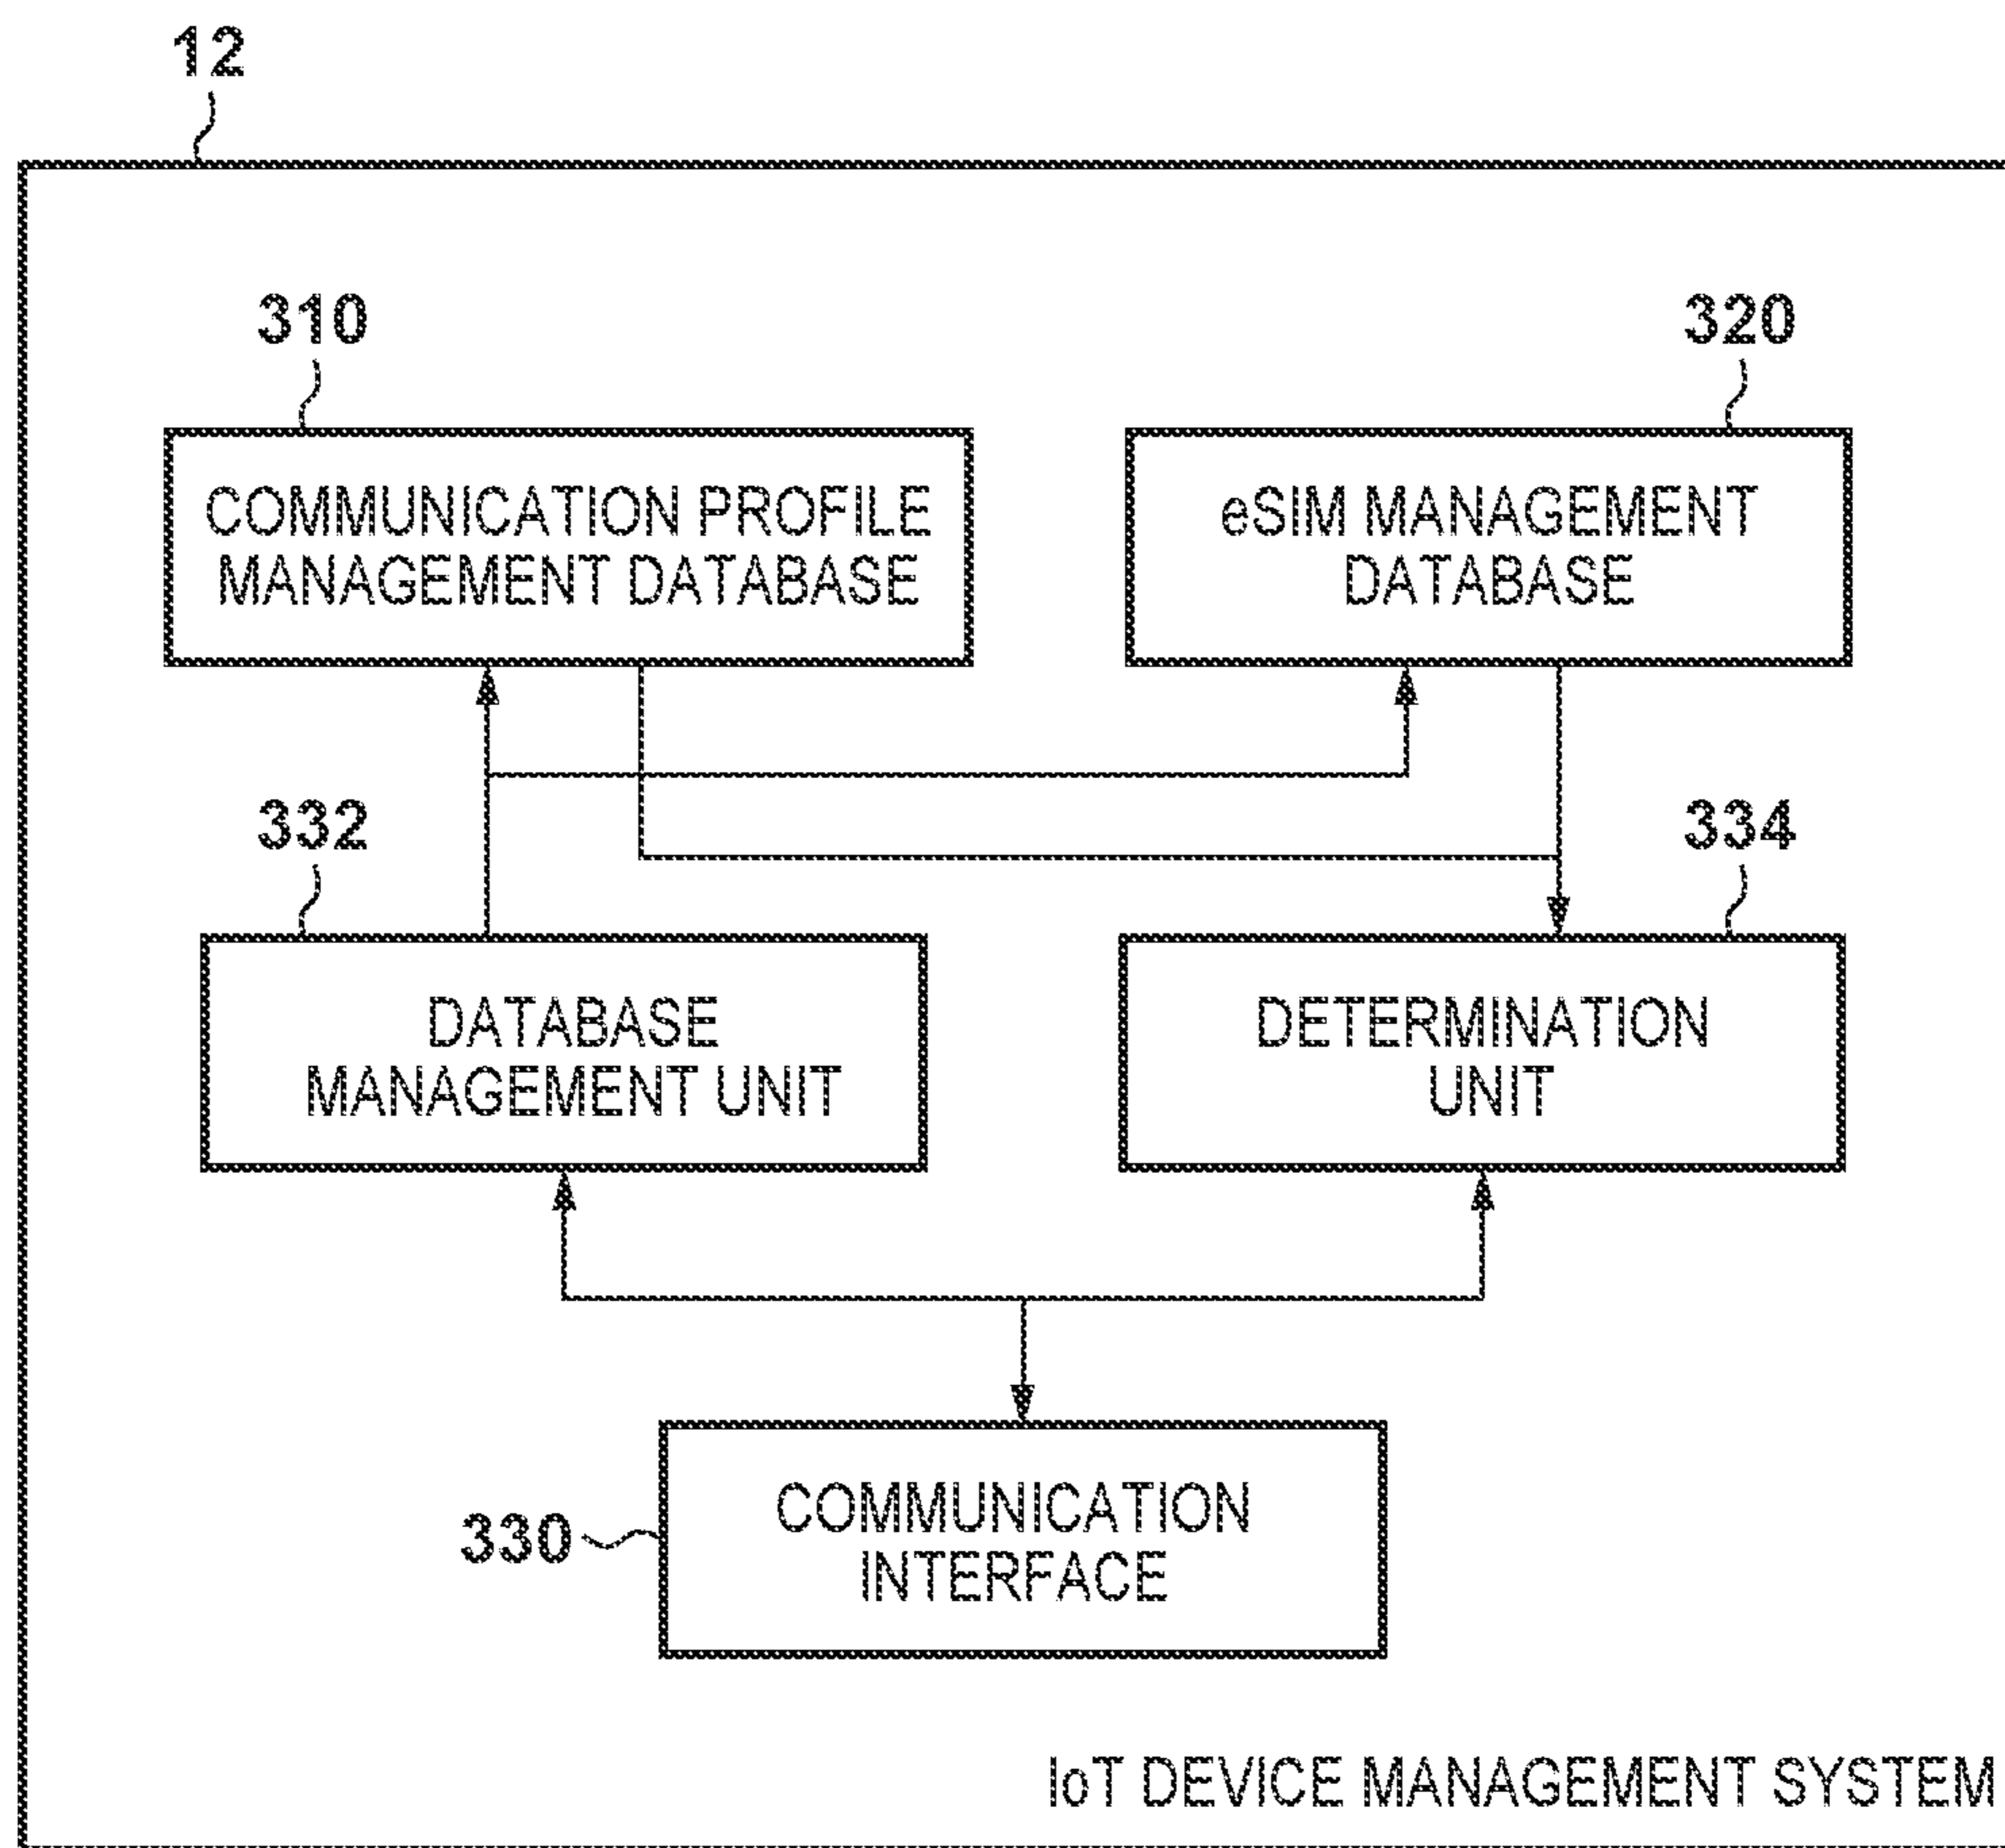 12
310
320
COMMUNICATION PROFILE
MANAGEMENT DATABASE
eSIM MANAGEMENT
DATABASE
332
334
DATABASE
MANAGEMENT UNIT
DETERMINATION
UNIT
330
COMMUNICATION
INTERFACE
IoT DEVICE MANAGEMENT SYSTEM